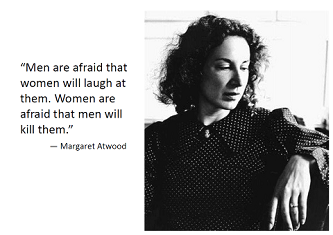 “Men are afraid that
women will laugh at
them. Women are
afraid that men will
kill them.”
— Margaret Atwood